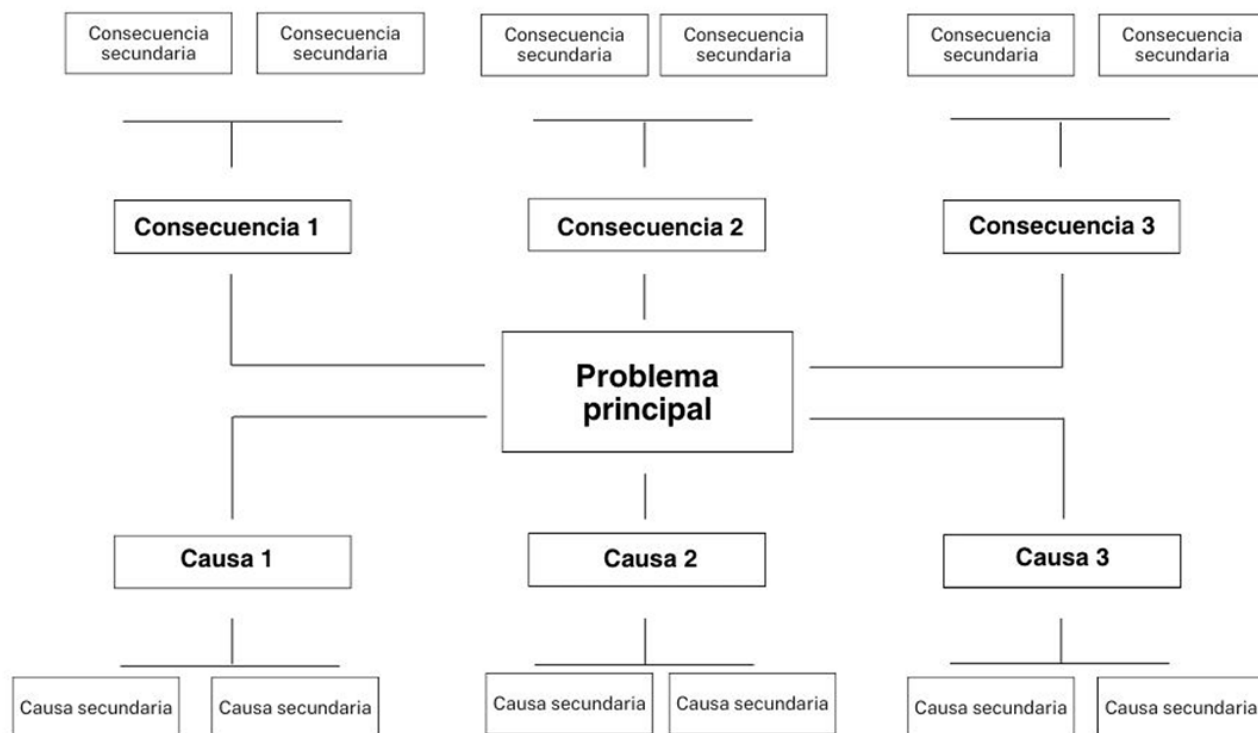 Consecuencia
secundaria
Consecuencia
secundaria
Consecuencia
secundaria
Consecuencia
secundaria
Consecuencia
secundaria
Consecuencia
secundaria
Consecuencia 1
Consecuencia 2
Consecuencia 3
Problema
principal
Causa 1
Causa 2
Causa 3
Causa secundaria
Causa secundaria
Causa secundaria
Causa secundaria
Causa secundaria
Causa secundaria